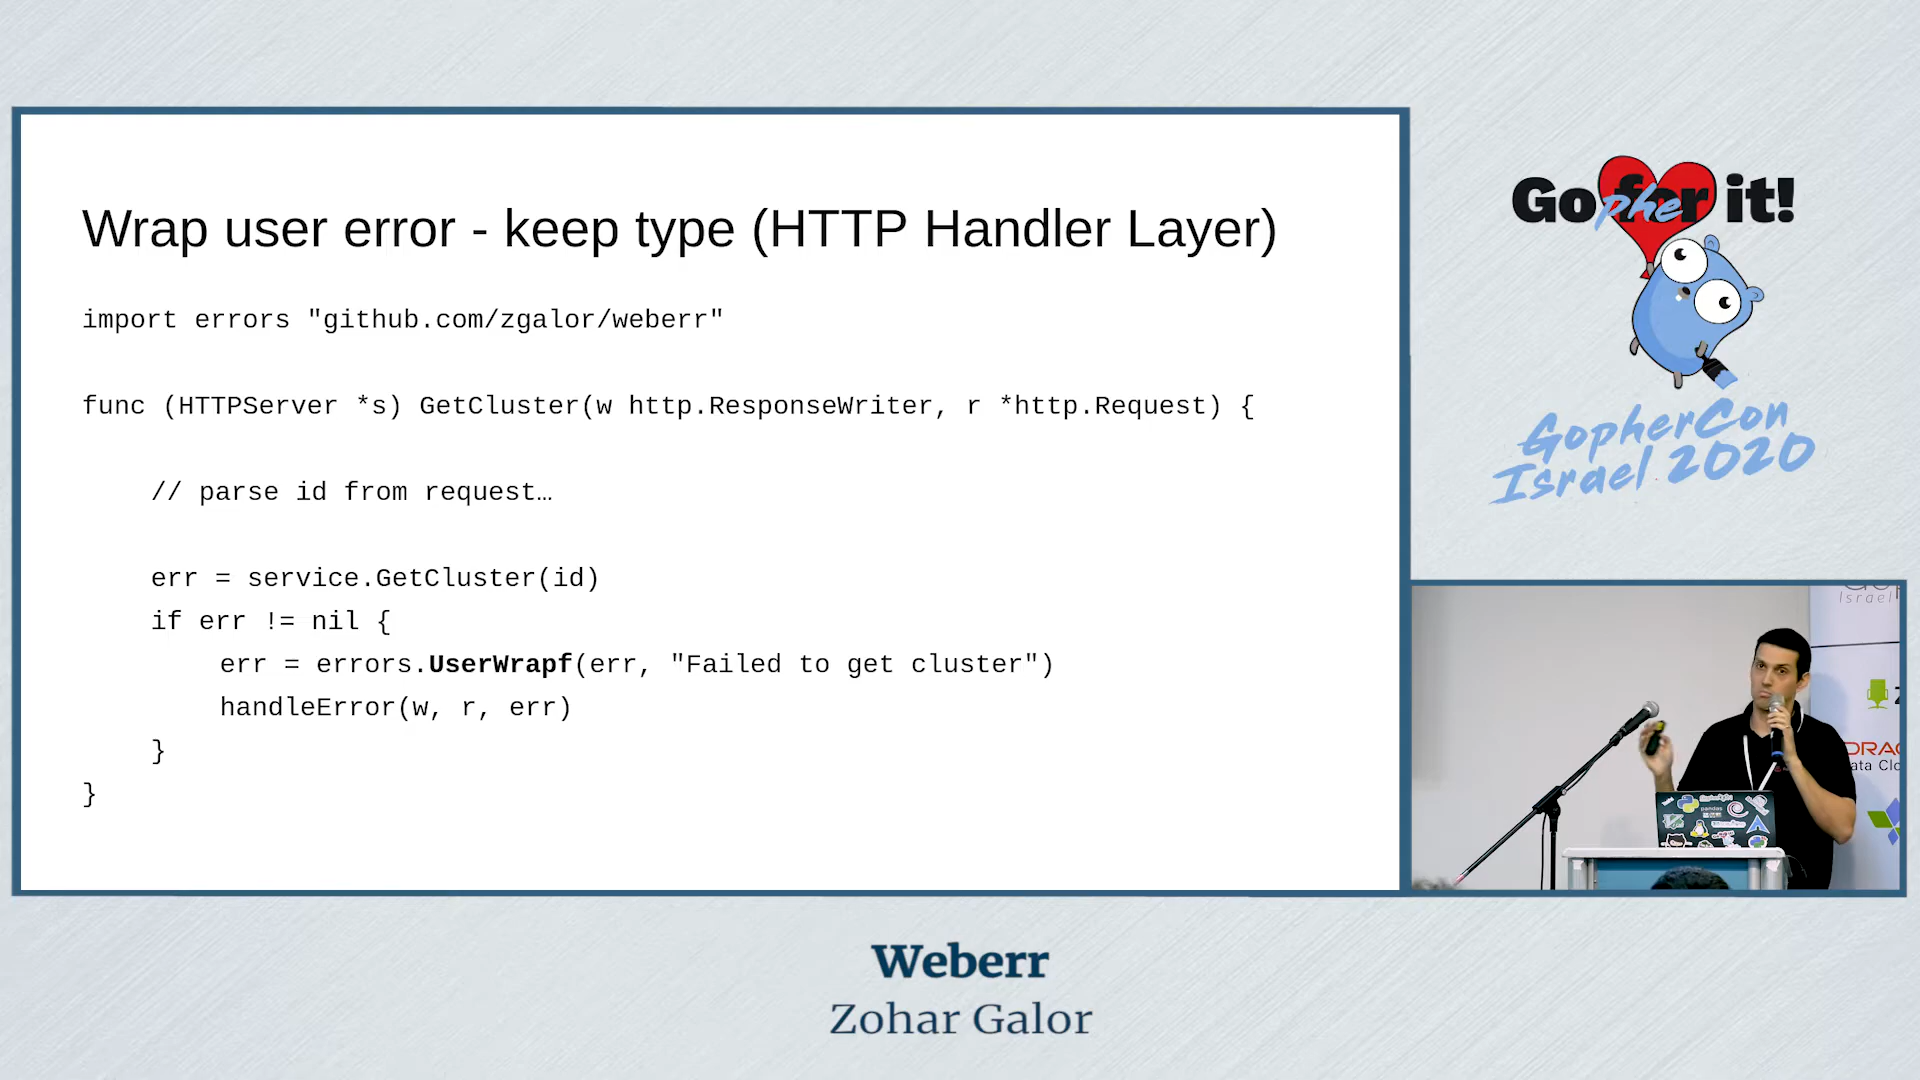 Wrap user error - keep type (HTTP Handler Layer)
import errors "github.com/zgalor/weberr"
func (HTTPServer *s) GetCluster(w http.ResponseWriter, r *http.Request) {
// parse id from request…
err = service.GetCluster(id)
if err != nil {
err = errors.UserWrapf(err, "Failed to get cluster")
handleError(w, r, err)
}
}
Gopher it!
GopherCon
Israel 2020
Israel
Weberr
Zohar Galor